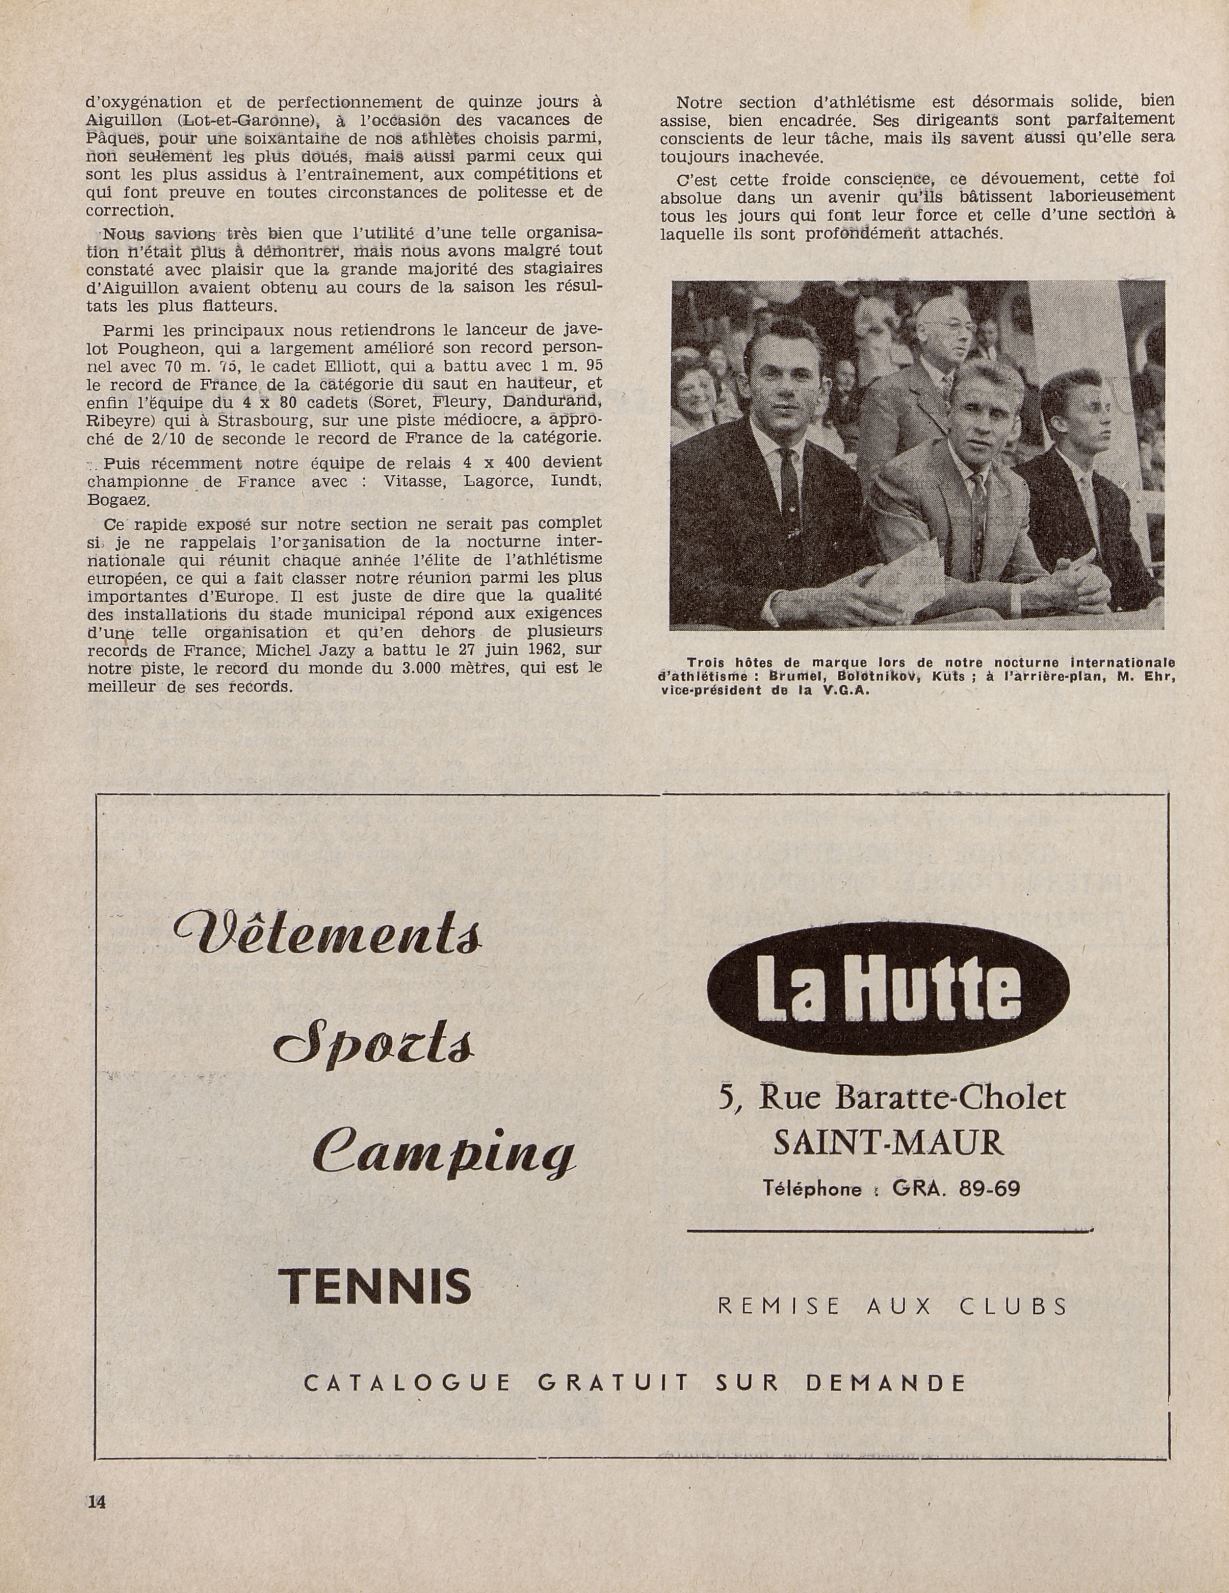 d'oxygénation et de perfectionnement de quinze jours à
Aiguillon (Lot-et-Garonne), à l'occasion des vacances de
Pâques, pour une soixantaine de nos athlètes choisis parmi,
non seulement les plus doués, mais aussi parmi ceux qui
sont les plus assidus à l'entraînement, aux compétitions et
qui font preuve en toutes circonstances de politesse et de
correction.
Nous savions très bien que l'utilité d'une telle organisa-
tion n'était plus à démontrer, mais nous avons malgré tout
constaté avec plaisir que la grande majorité des stagiaires
d'Aiguillon avaient obtenu au cours de la saison les résul-
tats les plus flatteurs.
Parmi les principaux nous retiendrons le lanceur de jave-
lot Pougheon, qui a largement amélioré son record person-
nel avec 70 m. 75, le cadet Elliott, qui a battu avec 1 m. 95
le record de France de la catégorie du saut en hauteur, et
enfin l'équipe du 4 x 80 cadets (Soret, Fleury, Dandurand,
Ribeyre) qui à Strasbourg, sur une piste médiocre, a appro-
ché de 2/10 de seconde le record de France de la catégorie.
Puis récemment notre équipe de relais 4 x 400 devient
championne de France avec : Vitasse, Lagorce, Iundt,
Bogaez.
Ce rapide exposé sur notre section ne serait pas complet
si je ne rappelais l'organisation de la nocturne inter-
nationale qui réunit chaque année l'élite de l'athlétisme
européen, ce qui a fait classer notre réunion parmi les plus
importantes d'Europe. Il est juste de dire que la qualité
des installations du stade municipal répond aux exigences
d'une telle organisation et qu'en dehors de plusieurs
records de France, Michel Jazy a battu le 27 juin 1962, sur
notre piste, le record du monde du 3.000 mètres, qui est le
meilleur de ses records.
Notre section d'athlétisme est désormais solide, bien
assise, bien encadrée. Ses dirigeants sont parfaitement
conscients de leur tâche, mais ils savent aussi qu'elle sera
toujours inachevée.
C'est cette froide conscience, ce dévouement, cette foi
absolue dans un avenir qu'ils bâtissent laborieusement
tous les jours qui font leur force et celle d'une section à
laquelle ils sont profondément attachés.
Trois hôtes de marque lors de notre nocturne internationale
d'athlétisme : Brumel, Bolotnikov, Kuts ; à l'arrière-plan, M. Ehr,
vice-président de la V.G.A.
Vêtements
Sports
Camping
TENNIS
La Hutte
5, Rue Baratte-Cholet
SAINT-MAUR
Téléphone : GRA. 89-69
REMISE AUX CLUBS
CATALOGUE GRATUIT SUR DEMANDE
14